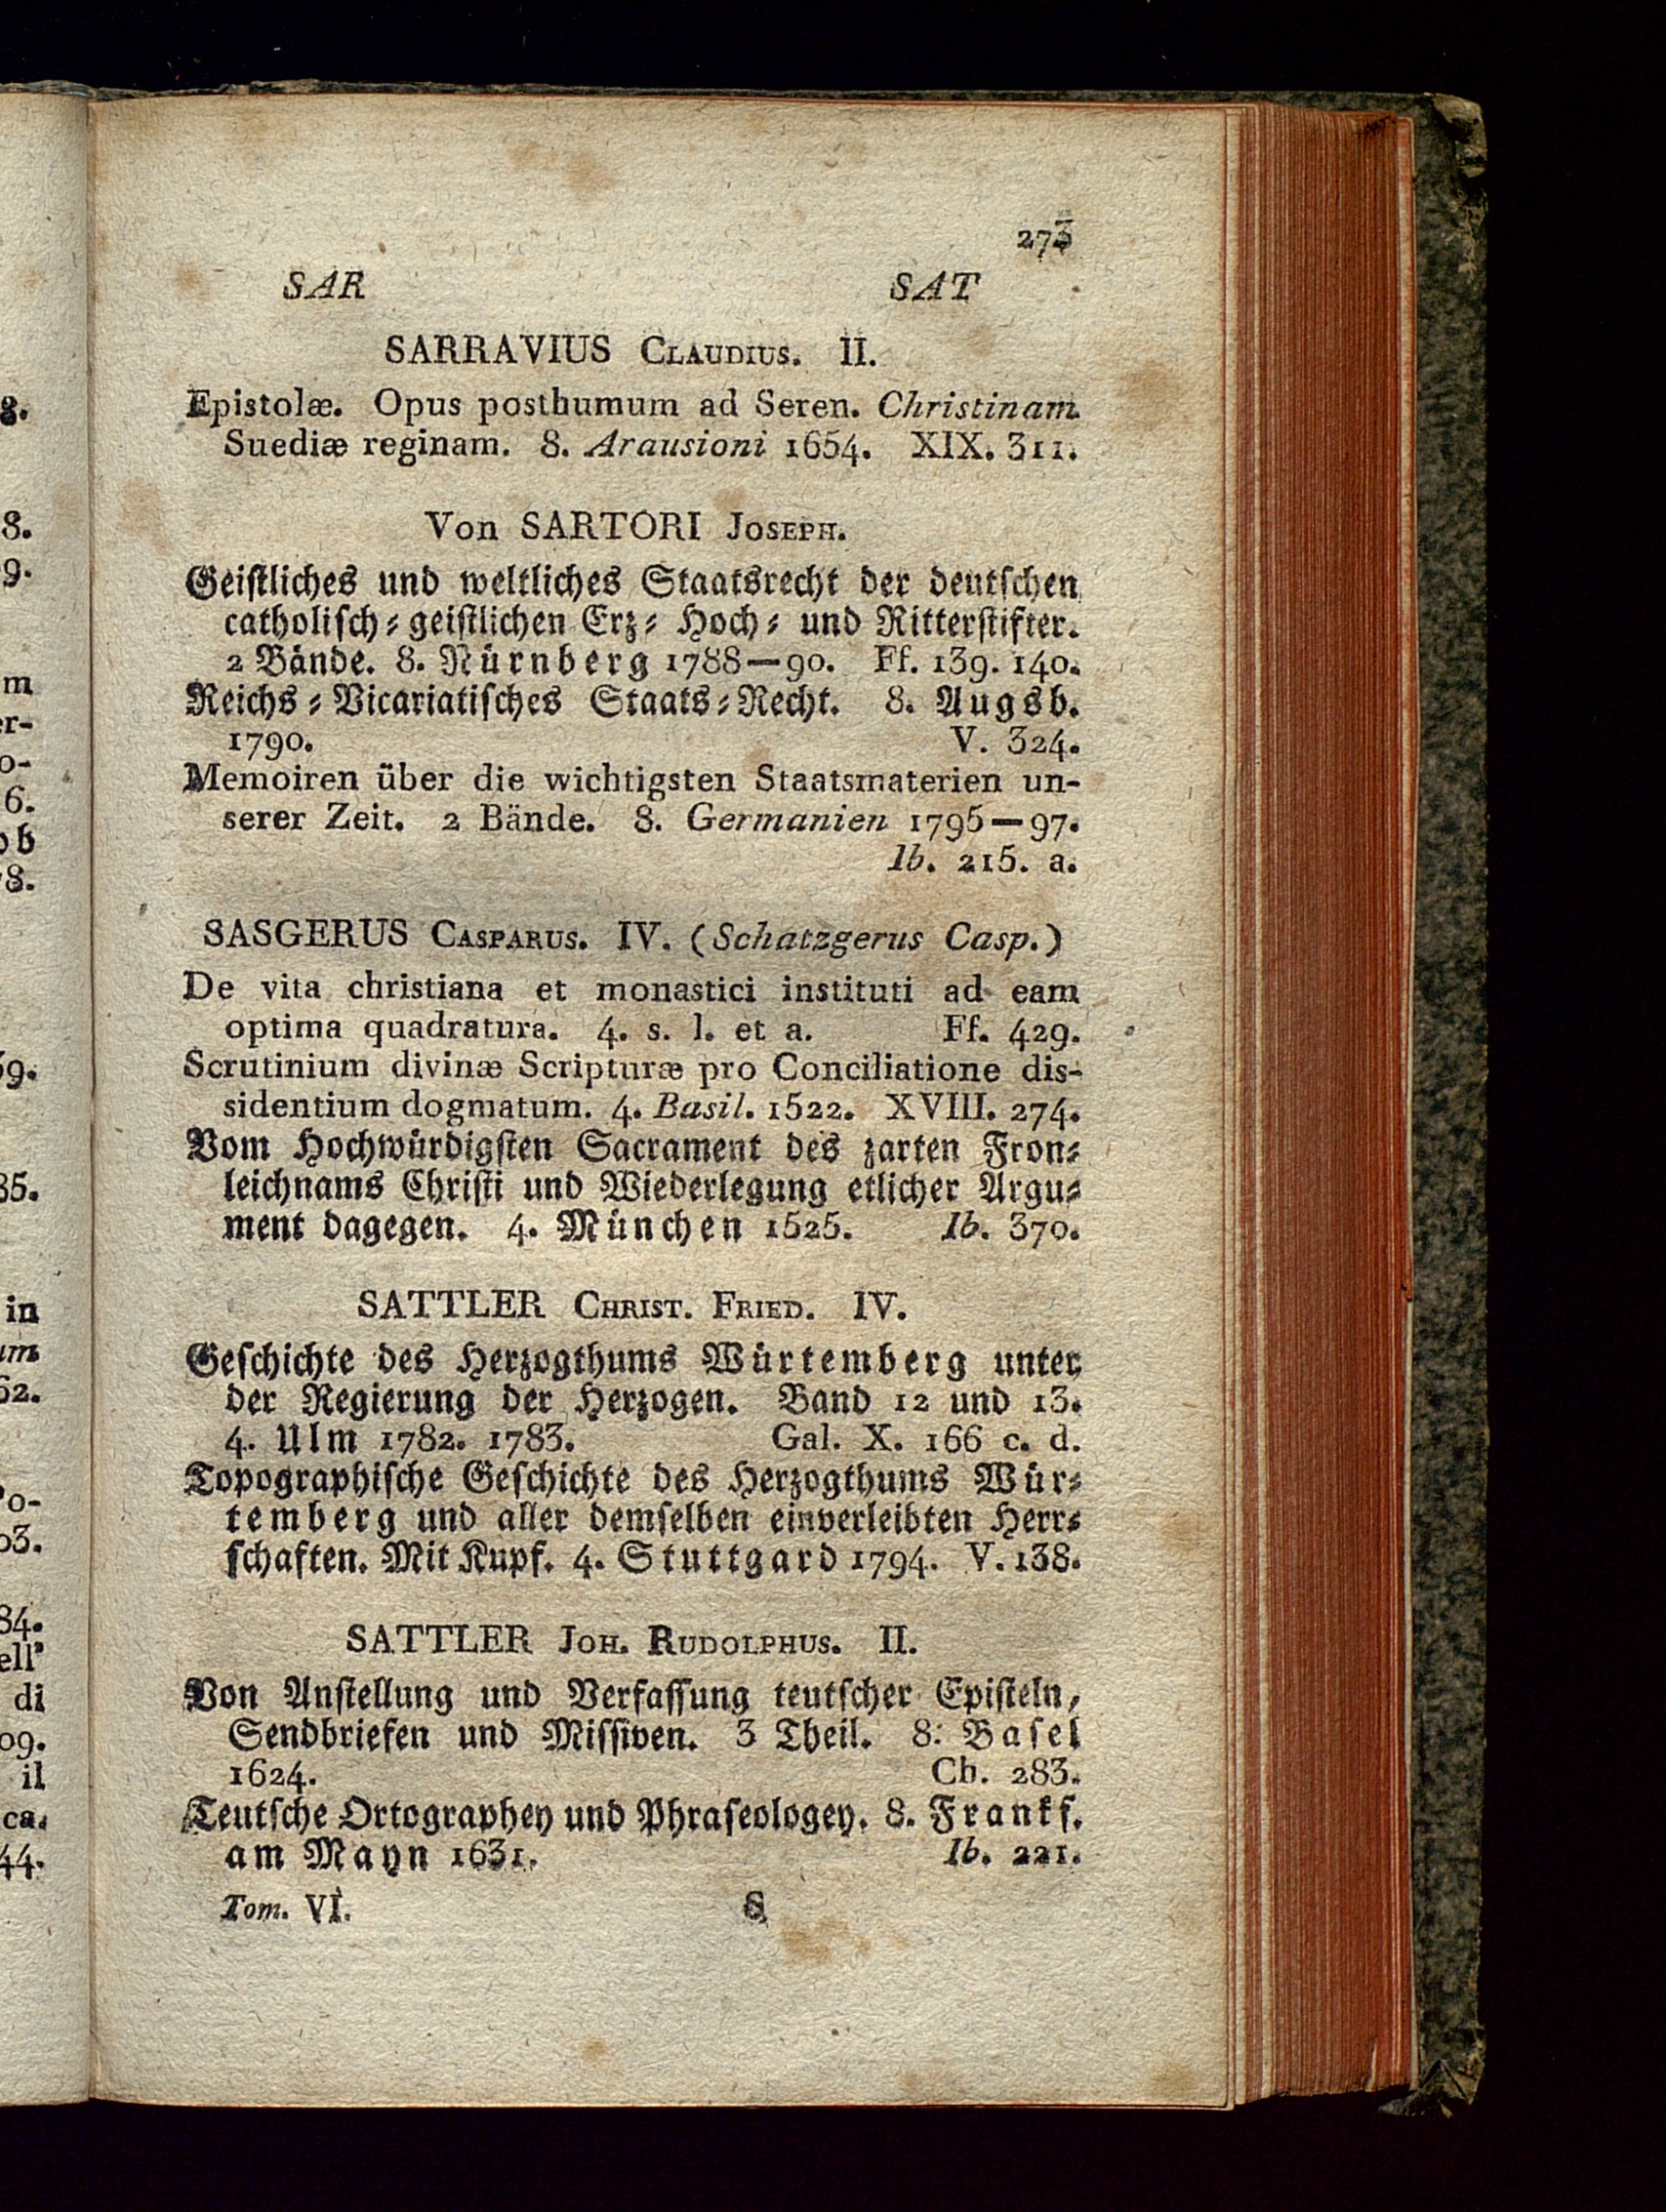 273
SAR SAT
SARRAVIUS CLAUDIUS. II.
Epistolæ. Opus posthumum ad Seren. Christinam
Suediæ reginam. 8. Arausioni 1654. XIX. 311.
Von SARTORI JOSEPH.
Geistliches und weltliches Staatsrecht der deutschen
catholisch- geistlichen Erz- Hoch- und Ritterstifter.
2 Bände. 8. Nürnberg 1788—90. Ff. 139. 140.
Reichs-Vicariatisches Staats-Recht. 8. Augsb.
1790. V. 324.
Memoiren über die wichtigsten Staatsmaterien un-
serer Zeit. 2 Bände. 8. Germanien 1795—97.
Ib. 215. a.
SASGERUS CASPARUS. IV. (Schatzgerus Casp.)
De vita christiana et monastici instituti ad eam
optima quadratura. 4. s. l. et a. Ff. 429.
Scrutinium divinæ Scripturæ pro Conciliatione dis-
sidentium dogmatum. 4. Basil. 1522. XVIII. 274.
Vom Hochwürdigsten Sacrament des zarten Fron-
leichnams Christi und Wiederlegung etlicher Argu-
ment dagegen. 4. München 1525. Ib. 370.
SATTLER CHRIST. FRIED. IV.
Geschichte des Herzogthums Würtemberg unter
der Regierung der Herzogen. Band 12 und 13.
4. Ulm 1782. 1783. Gal. X. 166 c. d.
Topographische Geschichte des Herzogthums Wür-
temberg und aller demselben einverleibten Herr-
schaften. Mit Kupf. 4. Stuttgard 1794. V. 138.
SATTLER JOH. RUDOLPHUS. II.
Von Anstellung und Verfassung teutscher Episteln,
Sendbriefen und Missiven. 3 Theil. 8. Basel
1624. Ch. 283.
Teutsche Ortographey und Phraseologey. 8. Frankf.
am Mayn 1631. Ib. 221.
Tom. VI. S